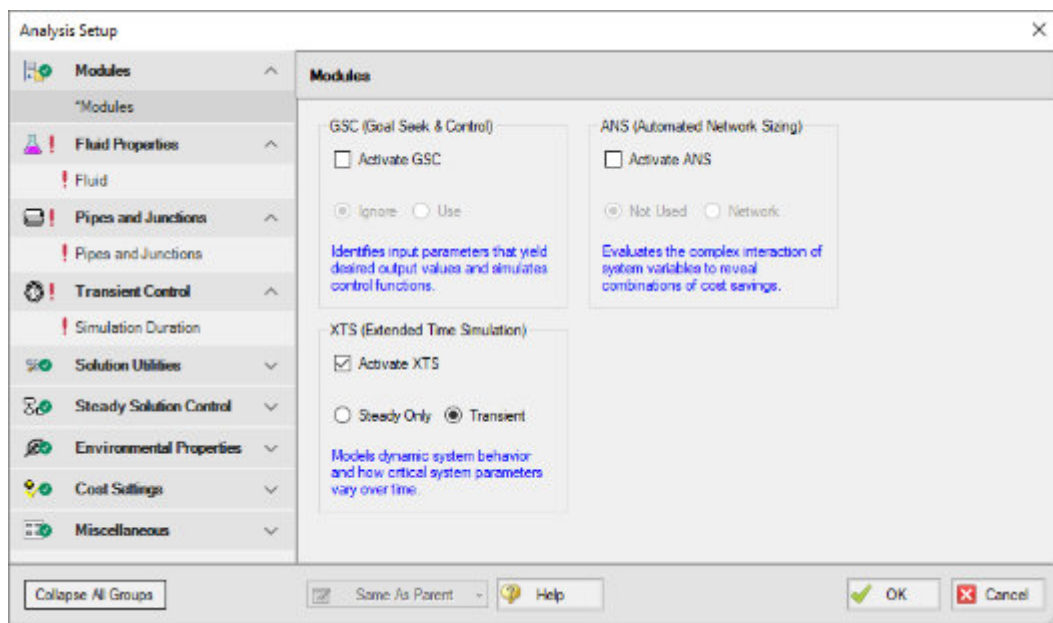 Analysis Setup
Modules
*Modules
Fluid Properties
Fluid
Pipes and Junctions
Pipes and Junctions
Transient Control
Simulation Duration
Solution Utilities
Steady Solution Control
Environmental Properties
Cost Settings
Miscellaneous
Modules
GSC (Goal Seek & Control)
Activate GSC
Ignore Use
Identifies input parameters that yield
desired output values and simulates
control functions.
ANS (Automated Network Sizing)
Activate ANS
Not Used Network
Evaluates the complex interaction of
system variables to reveal
combinations of cost savings.
XTS (Extended Time Simulation)
Activate XTS
Steady Only Transient
Models dynamic system behavior
and how critical system parameters
vary over time.
Collapse All Groups
Same As Parent
Help
OK
Cancel